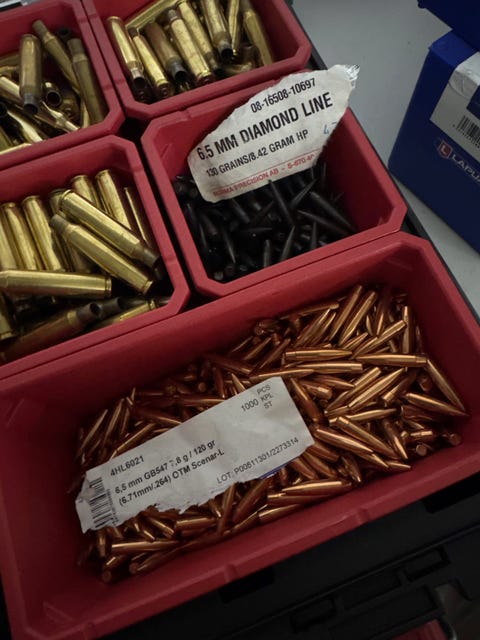 08-16508-10697
6.5 MM DIAMOND LINE
130 GRAINS/8.42 GRAM HP
NORMA PRECISION AB - S-670
LAPUA
4HL6021
6,5 mm GB547 7,8 g / 120 gr
(6.71mm/.264) OTM Scenar-L
1000
PCS
KPL
ST
LOT. P00811301/2273314